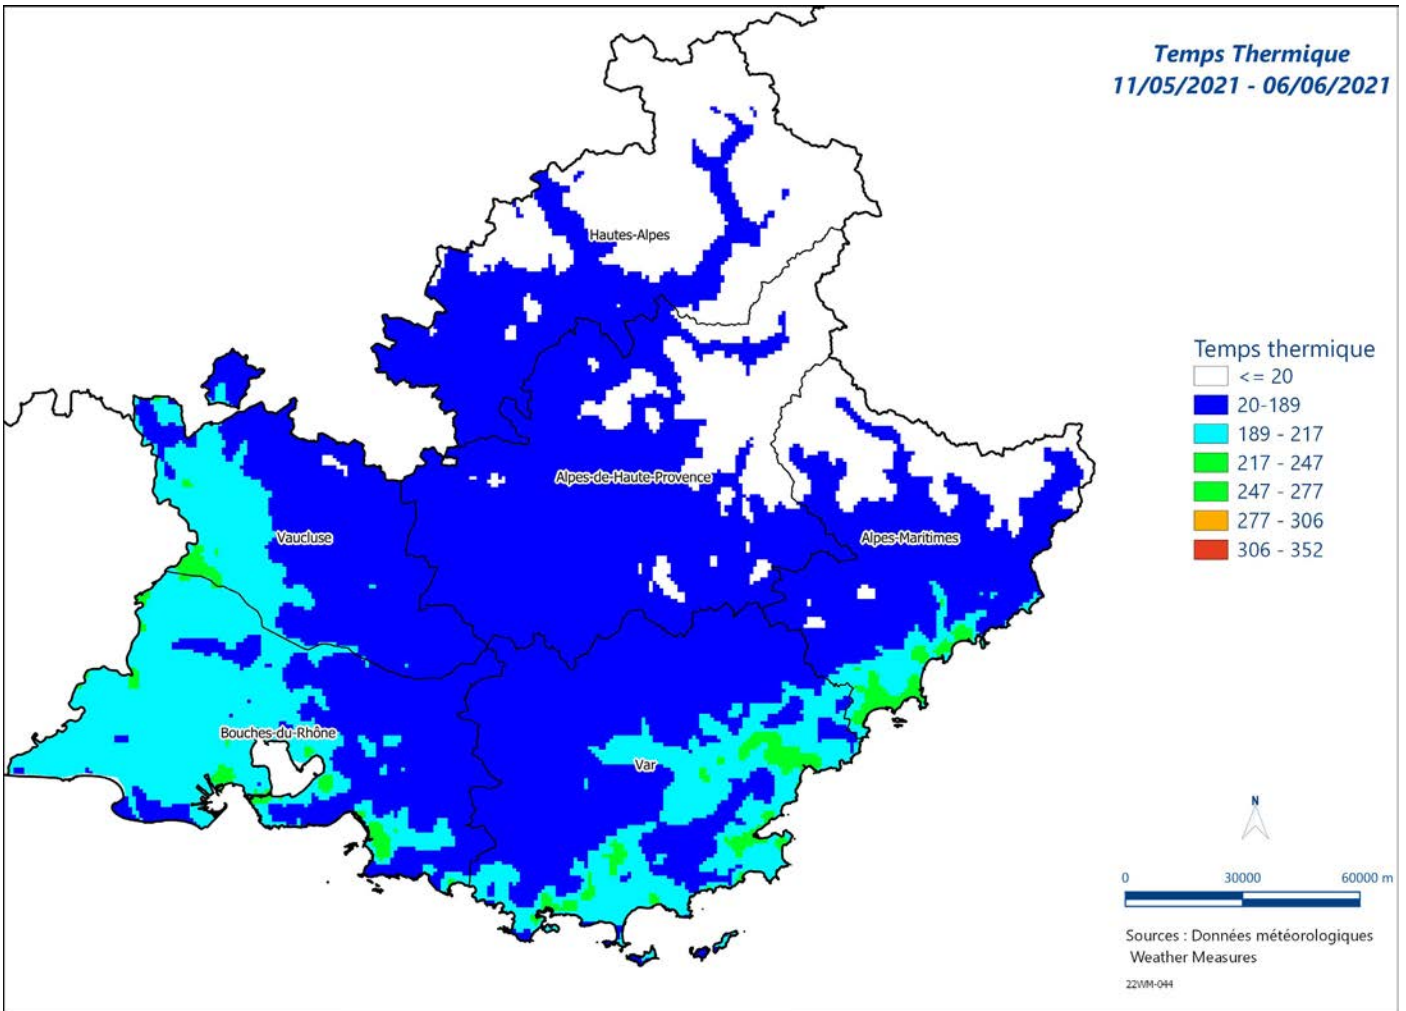 Temps Thermique
11/05/2021 - 06/06/2021
Hautes-Alpes
Temps thermique
<= 20
20-189
189 - 217
217 - 247
247 - 277
277 - 306
306 - 352
Alpes-de-Haute-Provence
Vaucluse
Alpes-Maritimes
Bouches-du-Rhône
Var
N
0 30000 60000 m
Sources : Données météorologiques
Weather Measures
22WM-044